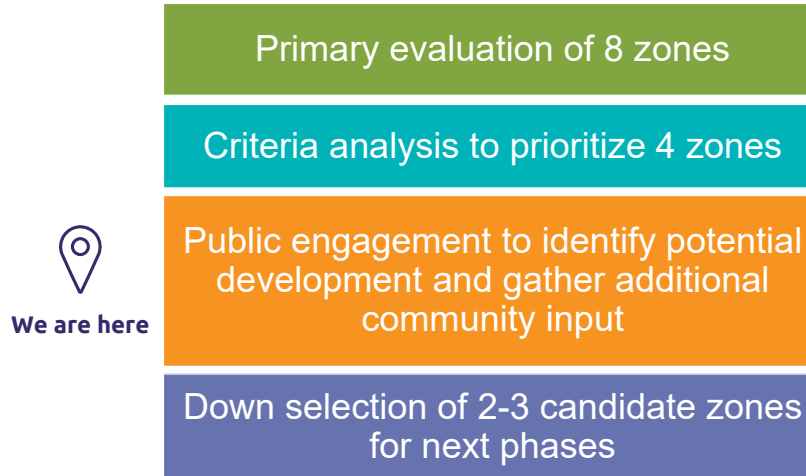 Primary evaluation of 8 zones
Criteria analysis to prioritize 4 zones
Public engagement to identify potential
development and gather additional
community input
We are here
Down selection of 2-3 candidate zones
for next phases